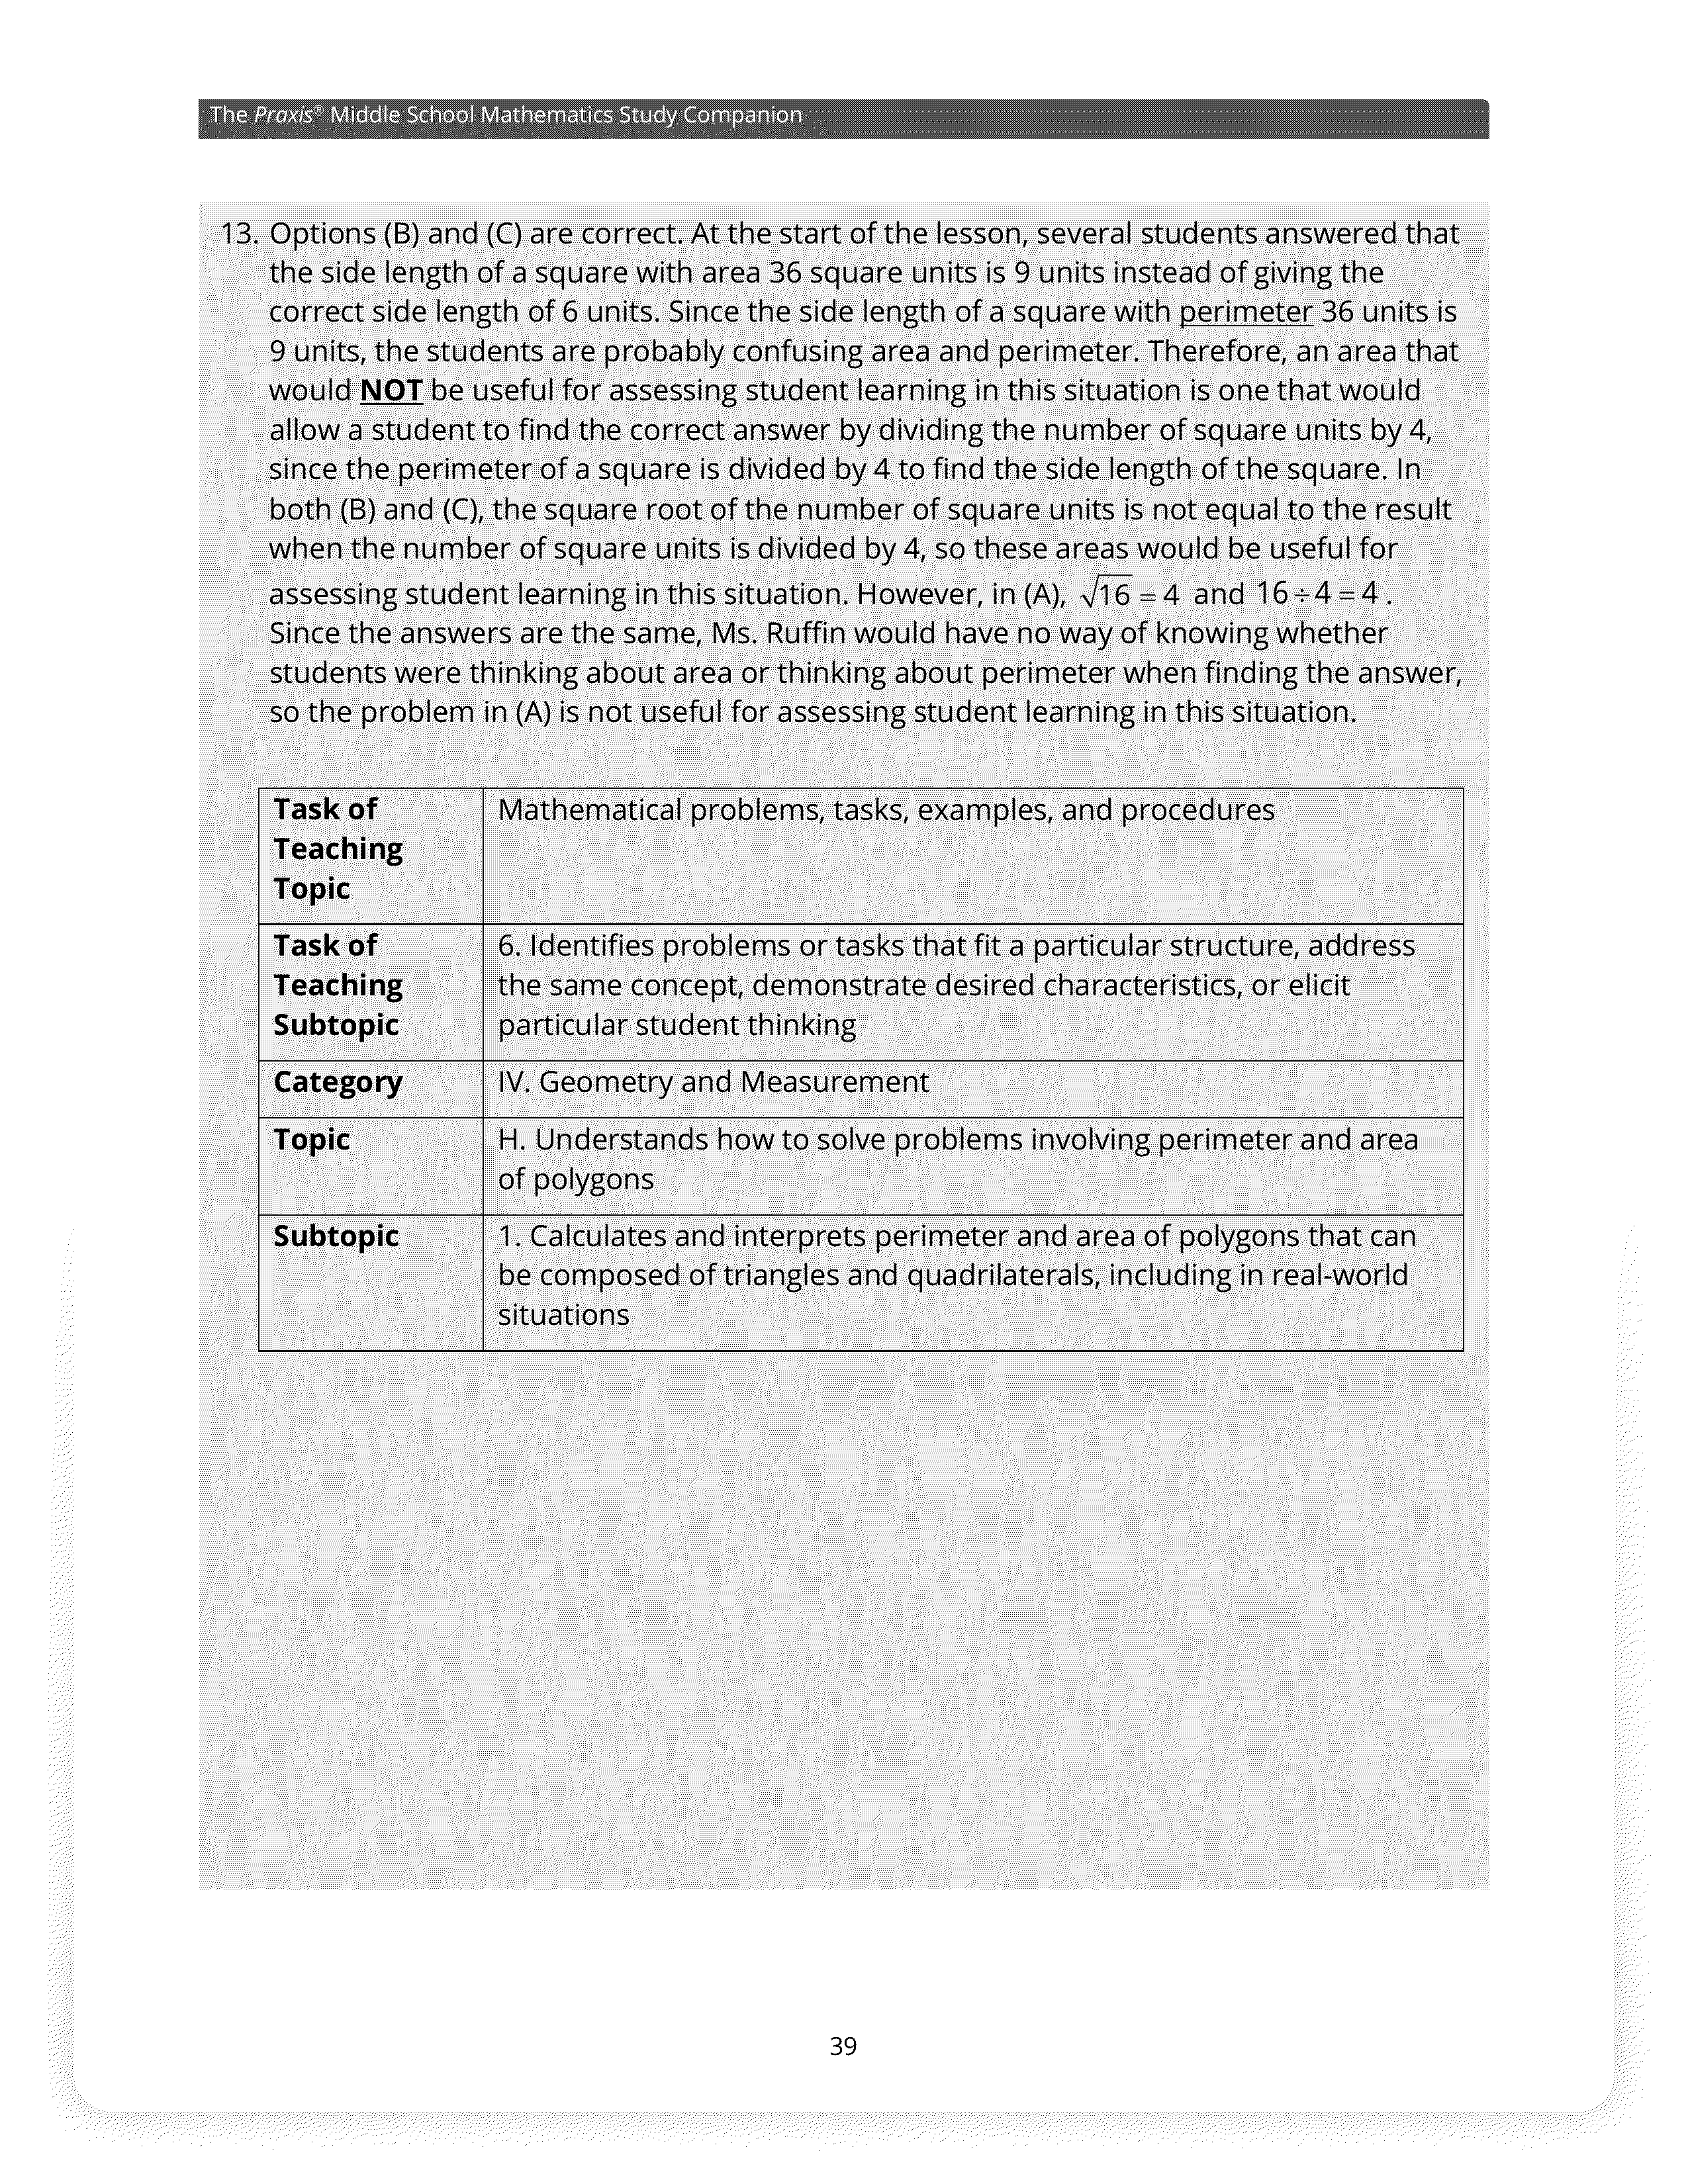 The Praxis® Middle School Mathematics Study Companion
13. Options (B) and (C) are correct. At the start of the lesson, several students answered that
the side length of a square with area 36 square units is 9 units instead of giving the
correct side length of 6 units. Since the side length of a square with perimeter 36 units is
9 units, the students are probably confusing area and perimeter. Therefore, an area that
would NOT be useful for assessing student learning in this situation is one that would
allow a student to find the correct answer by dividing the number of square units by 4,
since the perimeter of a square is divided by 4 to find the side length of the square. In
both (B) and (C), the square root of the number of square units is not equal to the result
when the number of square units is divided by 4, so these areas would be useful for
assessing student learning in this situation. However, in (A), √16 = 4 and 16 ÷ 4 = 4 .
Since the answers are the same, Ms. Ruffin would have no way of knowing whether
students were thinking about area or thinking about perimeter when finding the answer,
so the problem in (A) is not useful for assessing student learning in this situation.
Task of
Teaching
Topic
Mathematical problems, tasks, examples, and procedures
Task of
Teaching
Subtopic
6. Identifies problems or tasks that fit a particular structure, address
the same concept, demonstrate desired characteristics, or elicit
particular student thinking
Category
IV. Geometry and Measurement
Topic
H. Understands how to solve problems involving perimeter and area
of polygons
Subtopic
1. Calculates and interprets perimeter and area of polygons that can
be composed of triangles and quadrilaterals, including in real-world
situations
39